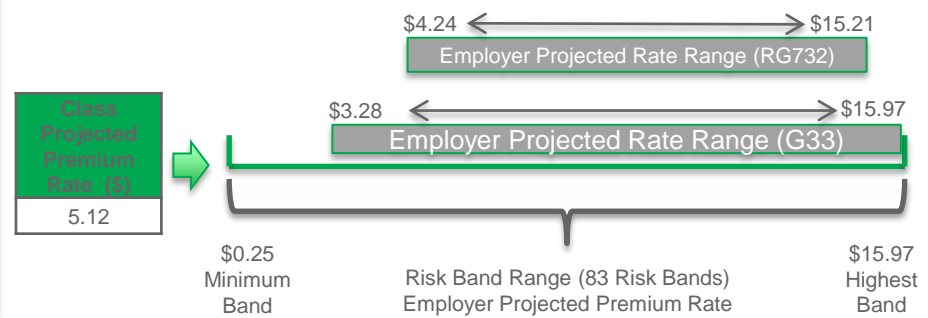 $4.24
$15.21
Employer Projected Rate Range (RG732)
$3.28
$15.97
Employer Projected Rate Range (G33)
Class
Projected
Premium
Rate ($)
5.12
$0.25
Minimum
Band
Risk Band Range (83 Risk Bands)
Employer Projected Premium Rate
$15.97
Highest
Band